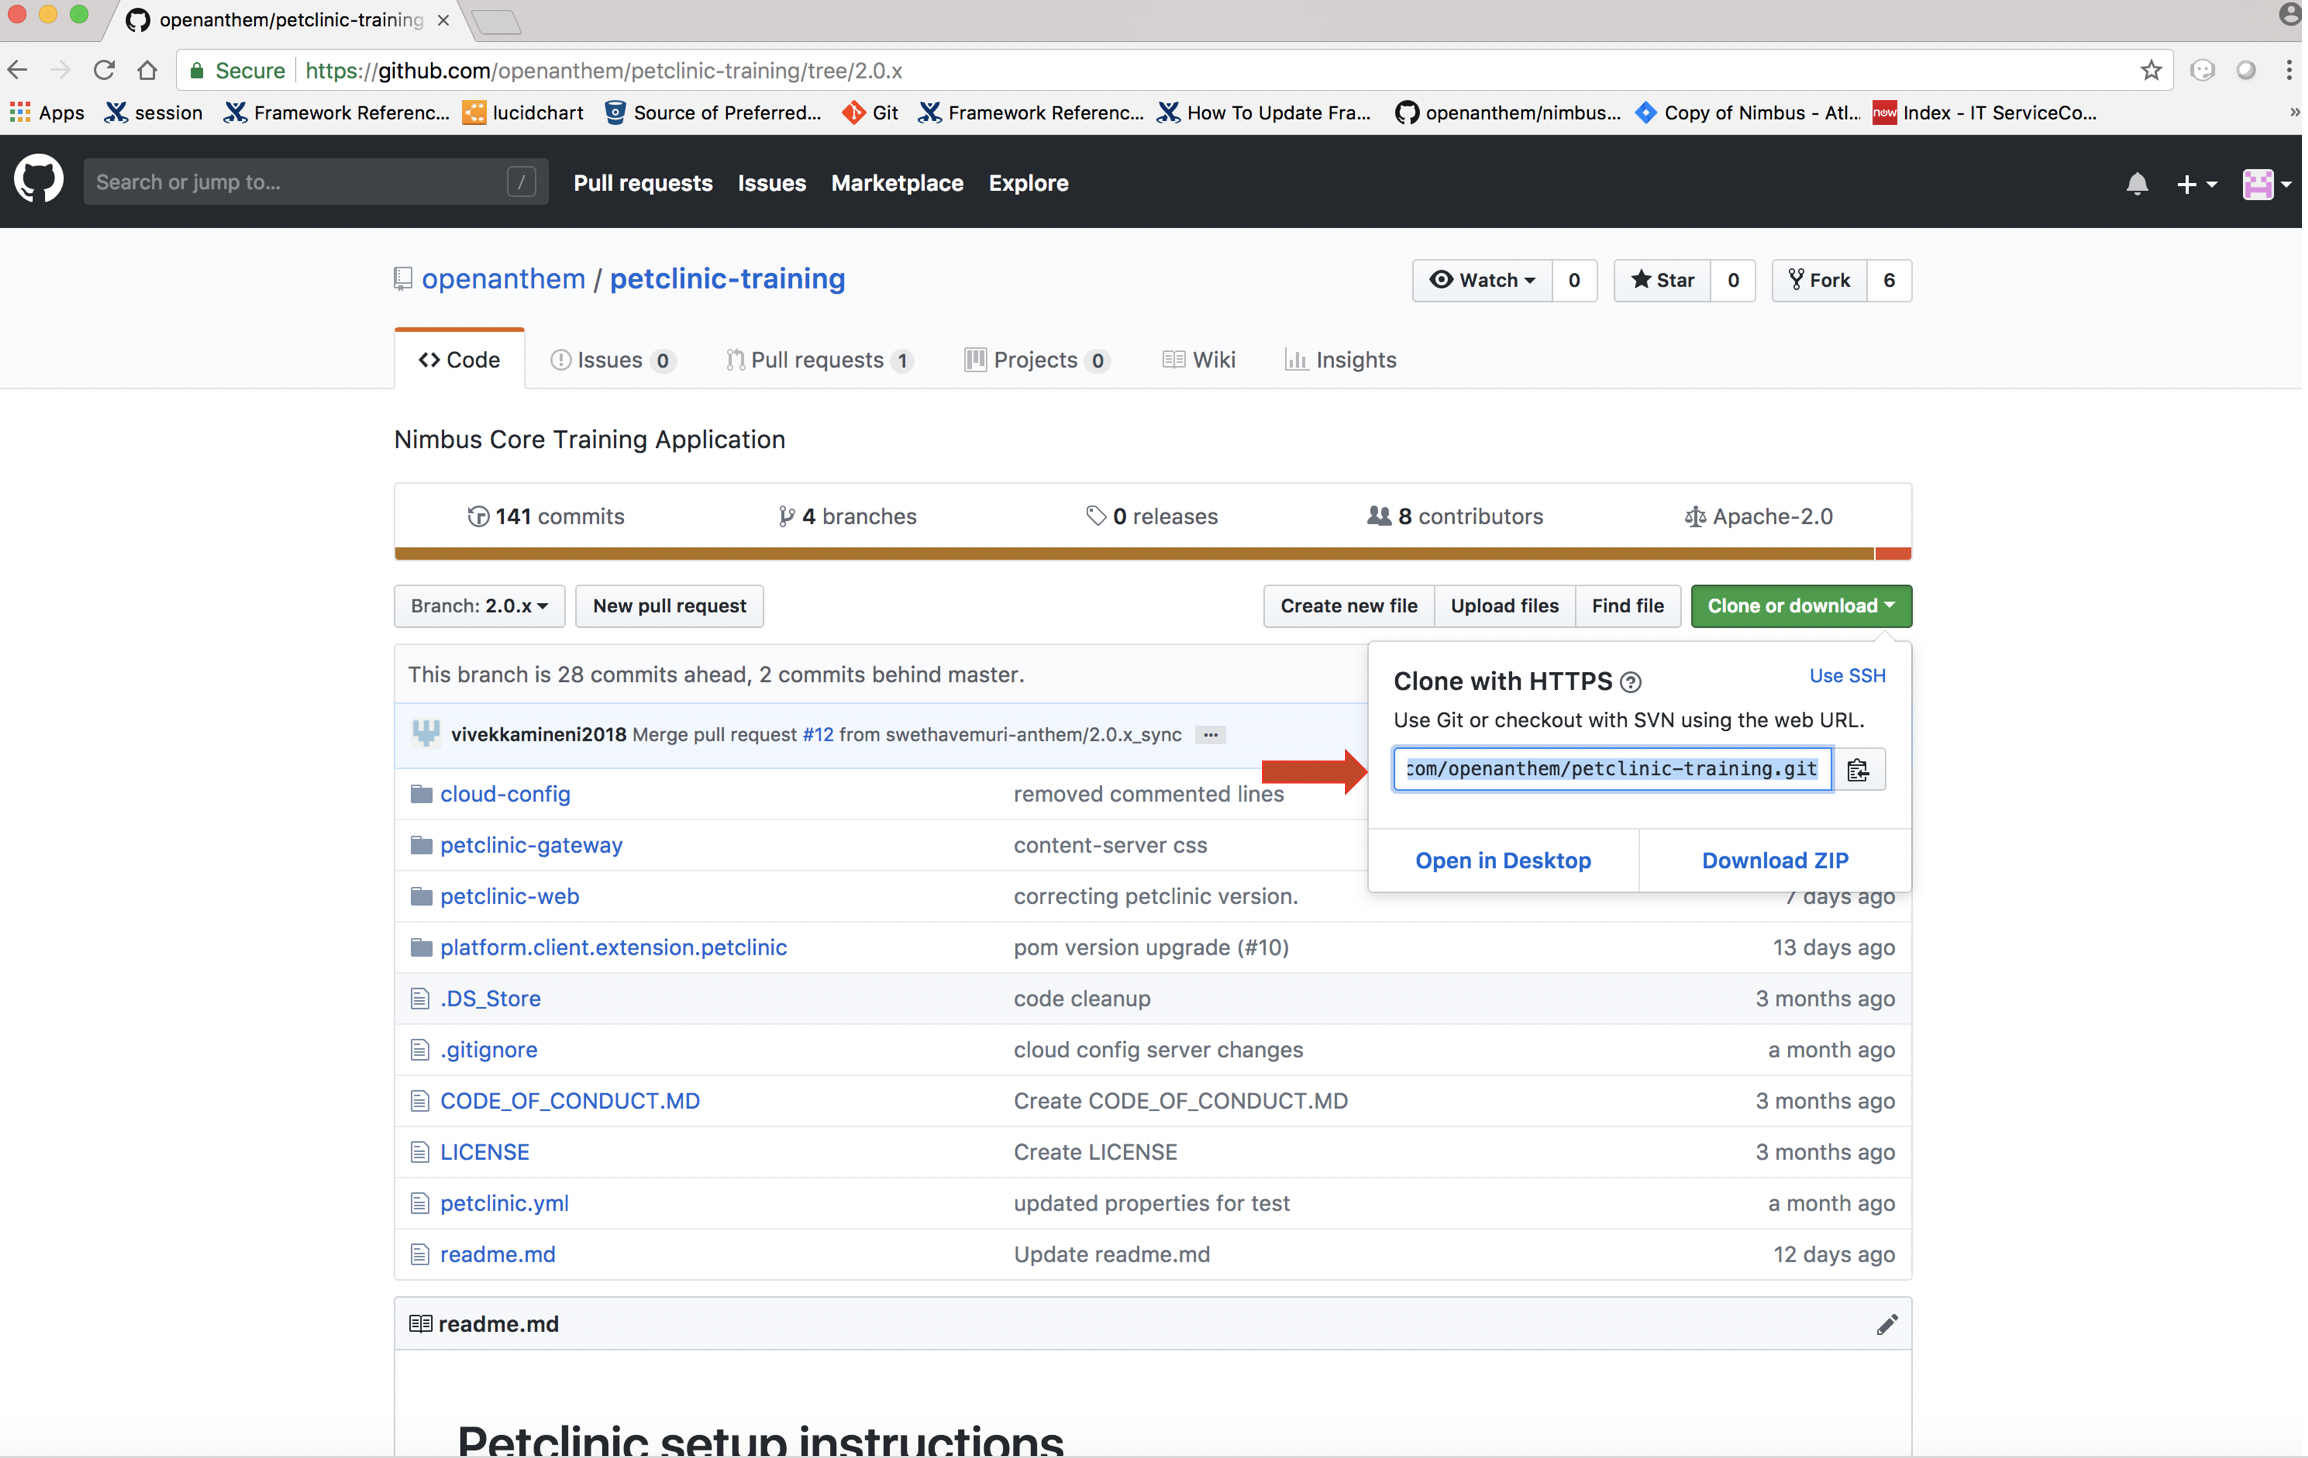 openanthem/petclinic-training
Secure https://github.com/openanthem/petclinic-training/tree/2.0.x
Apps session Framework Referenc... lucidchart Source of Preferred... Git Framework Referenc... How To Update Fra... openanthem/nimbus... Copy of Nimbus - Atl... now Index - IT ServiceCo... »
Search or jump to... / Pull requests Issues Marketplace Explore
openanthem / petclinic-training Watch 0 Star 0 Fork 6
Code Issues 0 Pull requests 1 Projects 0 Wiki Insights
Nimbus Core Training Application
141 commits 4 branches 0 releases 8 contributors Apache-2.0
Branch: 2.0.x New pull request Create new file Upload files Find file Clone or download
This branch is 28 commits ahead, 2 commits behind master.
Clone with HTTPS ? Use SSH
Use Git or checkout with SVN using the web URL.
com/openanthem/petclinic-training.git
Open in Desktop Download ZIP
vivekkamineni2018 Merge pull request #12 from swethavemuri-anthem/2.0.x_sync ...
cloud-config removed commented lines
petclinic-gateway content-server css
petclinic-web correcting petclinic version. 7 days ago
platform.client.extension.petclinic pom version upgrade (#10) 13 days ago
.DS_Store code cleanup 3 months ago
.gitignore cloud config server changes a month ago
CODE_OF_CONDUCT.MD Create CODE_OF_CONDUCT.MD 3 months ago
LICENSE Create LICENSE 3 months ago
petclinic.yml updated properties for test a month ago
readme.md Update readme.md 12 days ago
readme.md
Petclinic setup instructions